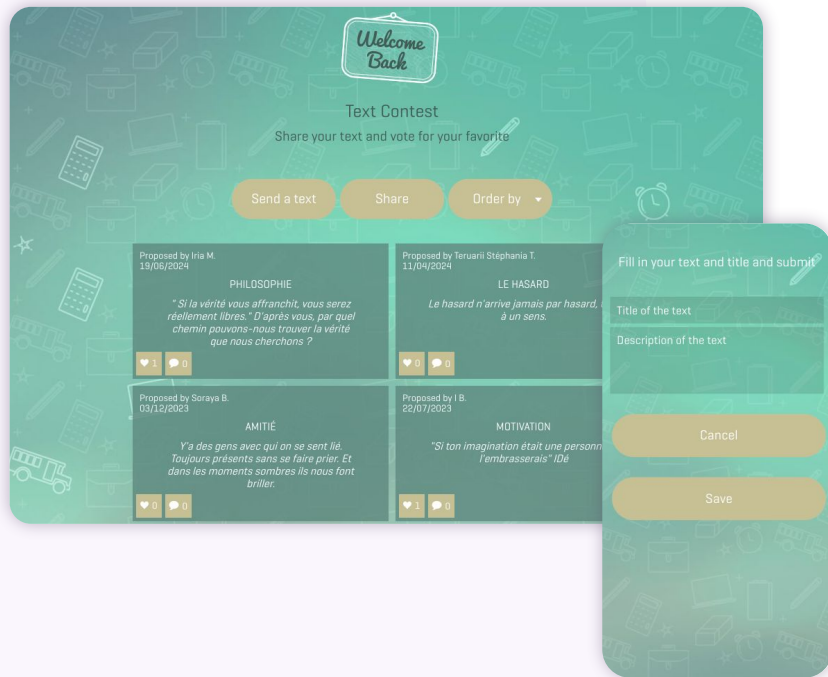 Welcome
Back
Text Contest
Share your text and vote for your favorite
Send a text
Share
Order by
Proposed by Iria M.
19/06/2024
PHILOSOPHIE
" Si la vérité vous affranchit, vous serez
réellement libres." D'après vous, par quel
chemin pouvons-nous trouver la vérité
que nous cherchons ?
1
0
Proposed by Teruarii Stéphania T.
11/04/2024
LE HASARD
Le hasard n'arrive jamais par hasard,
à un sens.
0
0
Proposed by Soraya B.
03/12/2023
AMITIÉ
Y'a des gens avec qui on se sent lié.
Toujours présents sans se faire prier. Et
dans les moments sombres ils nous font
briller.
0
0
Proposed by I B.
22/07/2023
MOTIVATION
"Si ton imagination était une personn
l'embrasserais" IDé
1
0
Fill in your text and title and submit
Title of the text
Description of the text
Cancel
Save